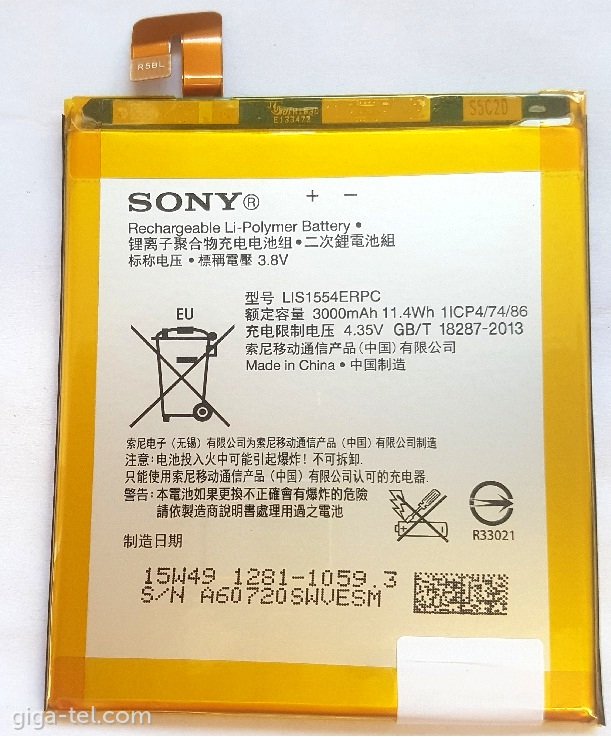 R5BL
E133472
S5C2D
SONY® + −
Rechargeable Li-Polymer Battery •
锂离子聚合物充电电池组 • 二次鋰電池組
标称电压 • 標稱電壓 3.8V
型号 LIS1554ERPC
额定容量 3000mAh 11.4Wh 1ICP4/74/86
充电限制电压 4.35V GB/T 18287-2013
索尼移动通信产品(中国)有限公司
Made in China • 中国制造
EU
索尼电子(无锡)有限公司为索尼移动通信产品(中国)有限公司制造
注意:电池投入火中可能引起爆炸!不可拆卸.
只能使用索尼移动通信产品(中国)有限公司认可的充电器.
警告:本電池如果更換不正確會有爆炸的危險
請依製造商說明書處理用過之電池
R33021
制造日期
15W49 1281-1059.3
S/N A60720SWVESM
giga-tel.com